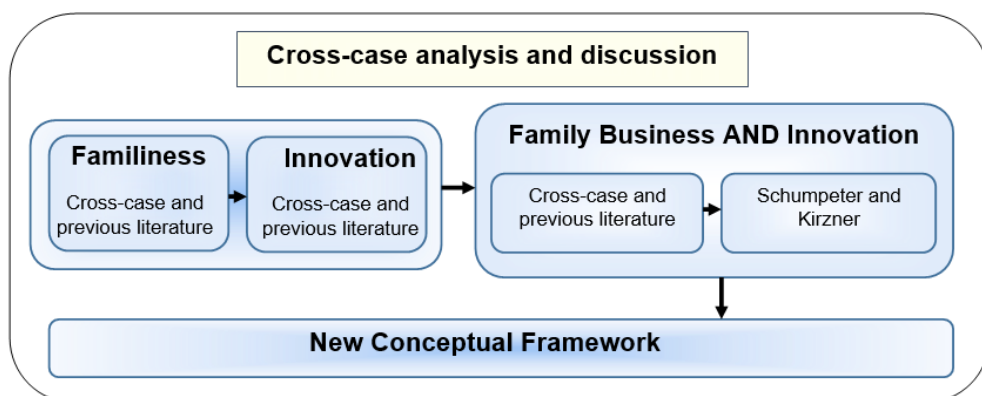 Cross-case analysis and discussion
Familiness
Cross-case and
previous literature
Innovation
Cross-case and
previous literature
Family Business AND Innovation
Cross-case and
previous literature
Schumpeter and
Kirzner
New Conceptual Framework